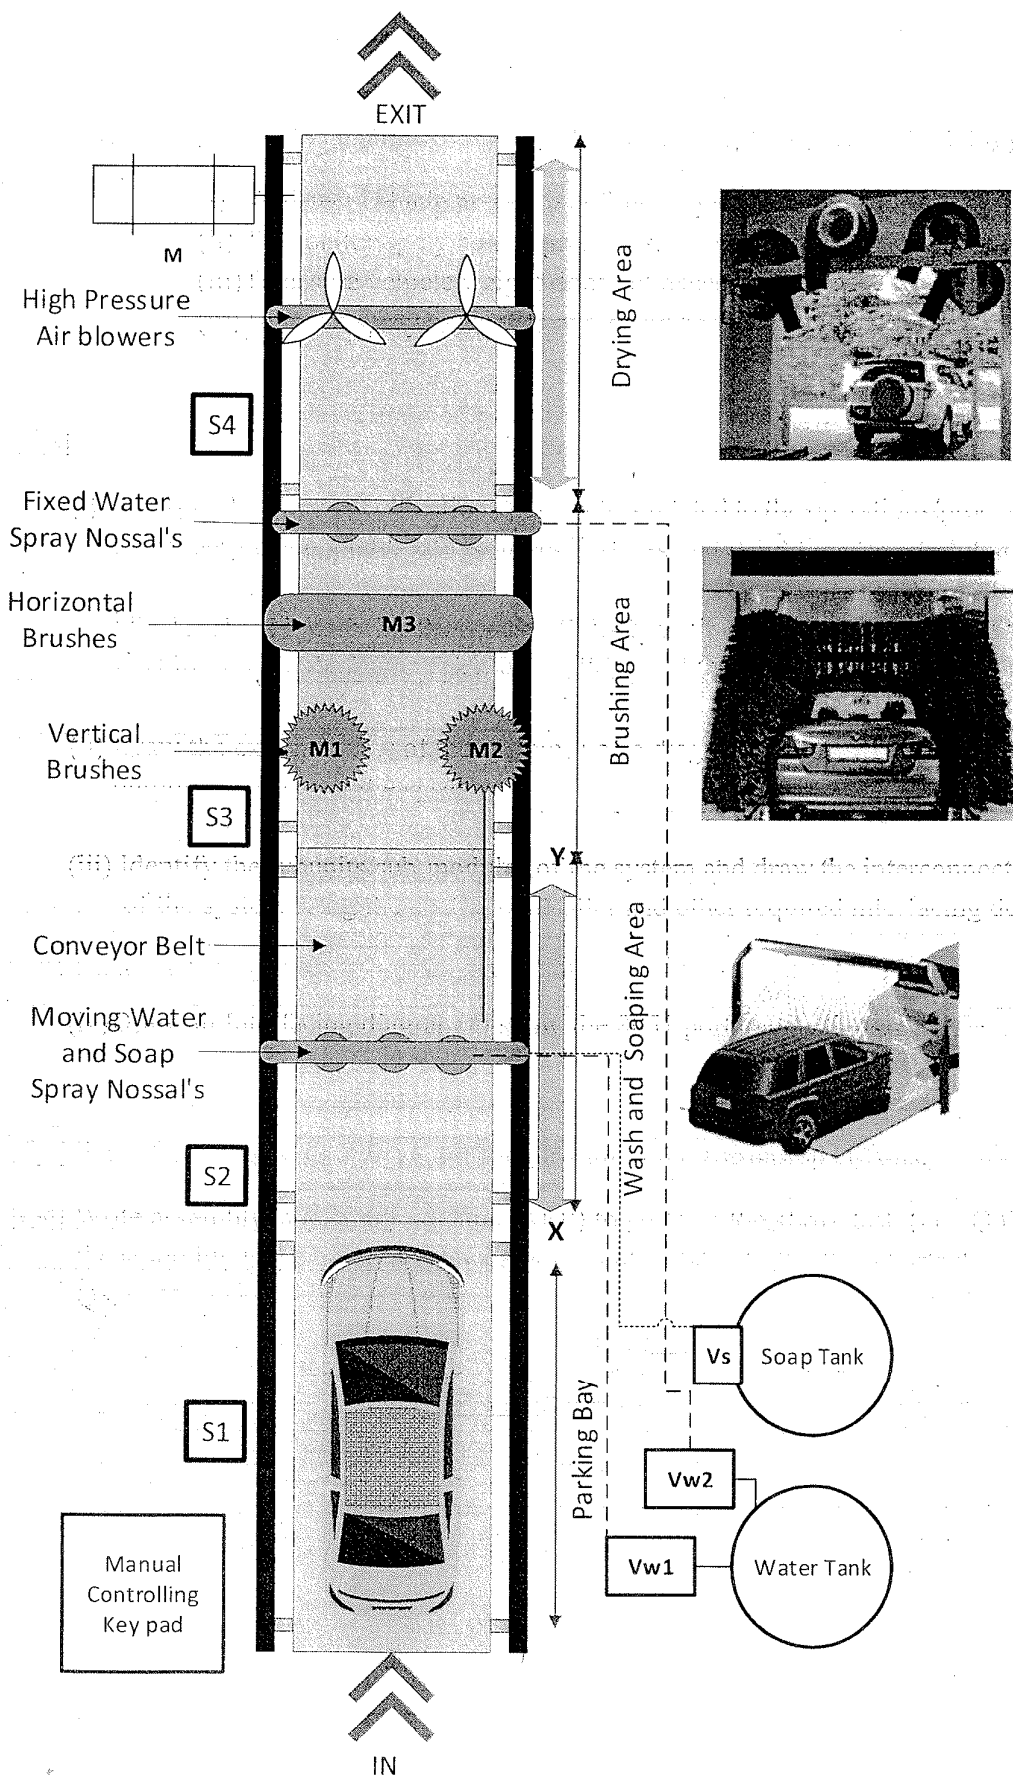 EXIT
M
High Pressure
Air blowers
Drying Area
S4
Fixed Water
Spray Nossal's
Horizontal
Brushes
M3
Brushing Area
Vertical
Brushes
M1
M2
S3
Y
Conveyor Belt
Moving Water
and Soap
Spray Nossal's
Wash and Soaping Area
S2
X
Vs
Soap Tank
S1
Parking Bay
Vw2
Manual
Controlling
Key pad
Vw1
Water Tank
IN